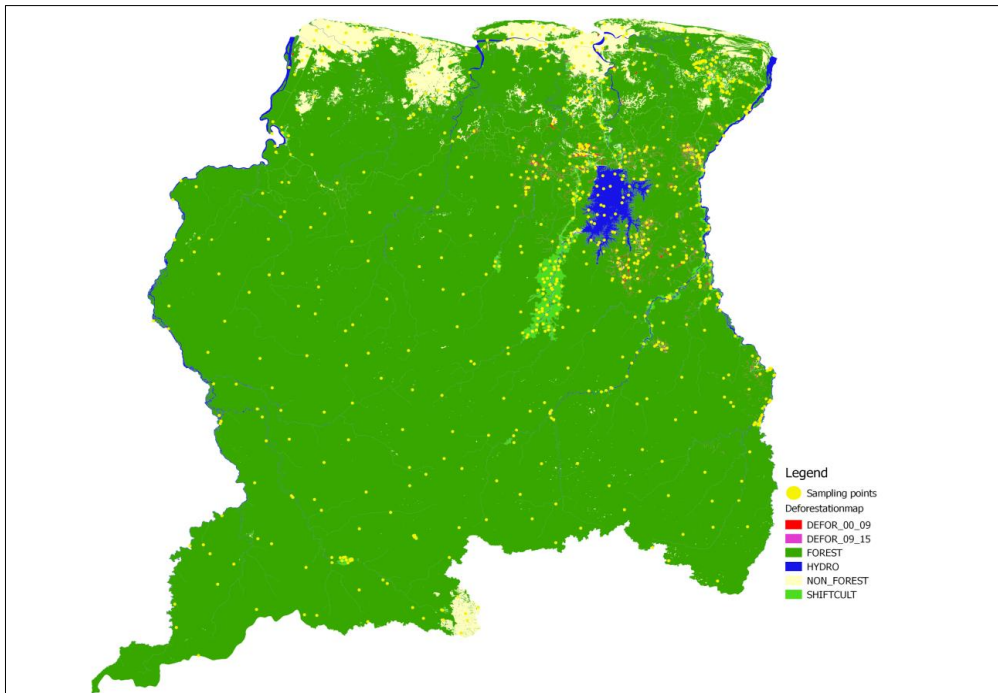 Legend
Sampling points
Deforestationmap
DEFOR_00_09
DEFOR_09_15
FOREST
HYDRO
NON_FOREST
SHIFTCULT